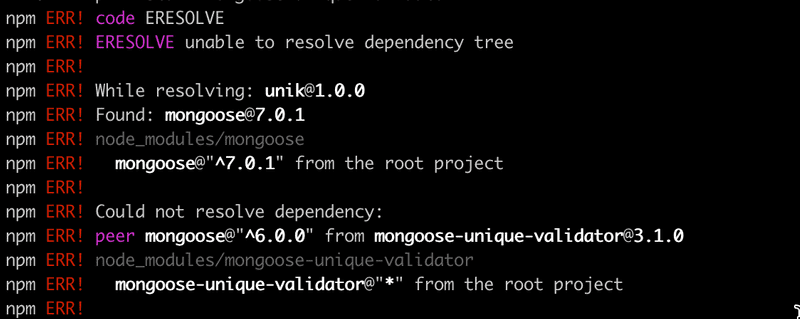 npm ERR! code ERESOLVE
npm ERR! ERESOLVE unable to resolve dependency tree
npm ERR!
npm ERR! While resolving: unik@1.0.0
npm ERR! Found: mongoose@7.0.1
npm ERR! node_modules/mongoose
npm ERR!   mongoose@"^7.0.1" from the root project
npm ERR!
npm ERR! Could not resolve dependency:
npm ERR! peer mongoose@"^6.0.0" from mongoose-unique-validator@3.1.0
npm ERR! node_modules/mongoose-unique-validator
npm ERR!   mongoose-unique-validator@"*" from the root project
npm ERR!